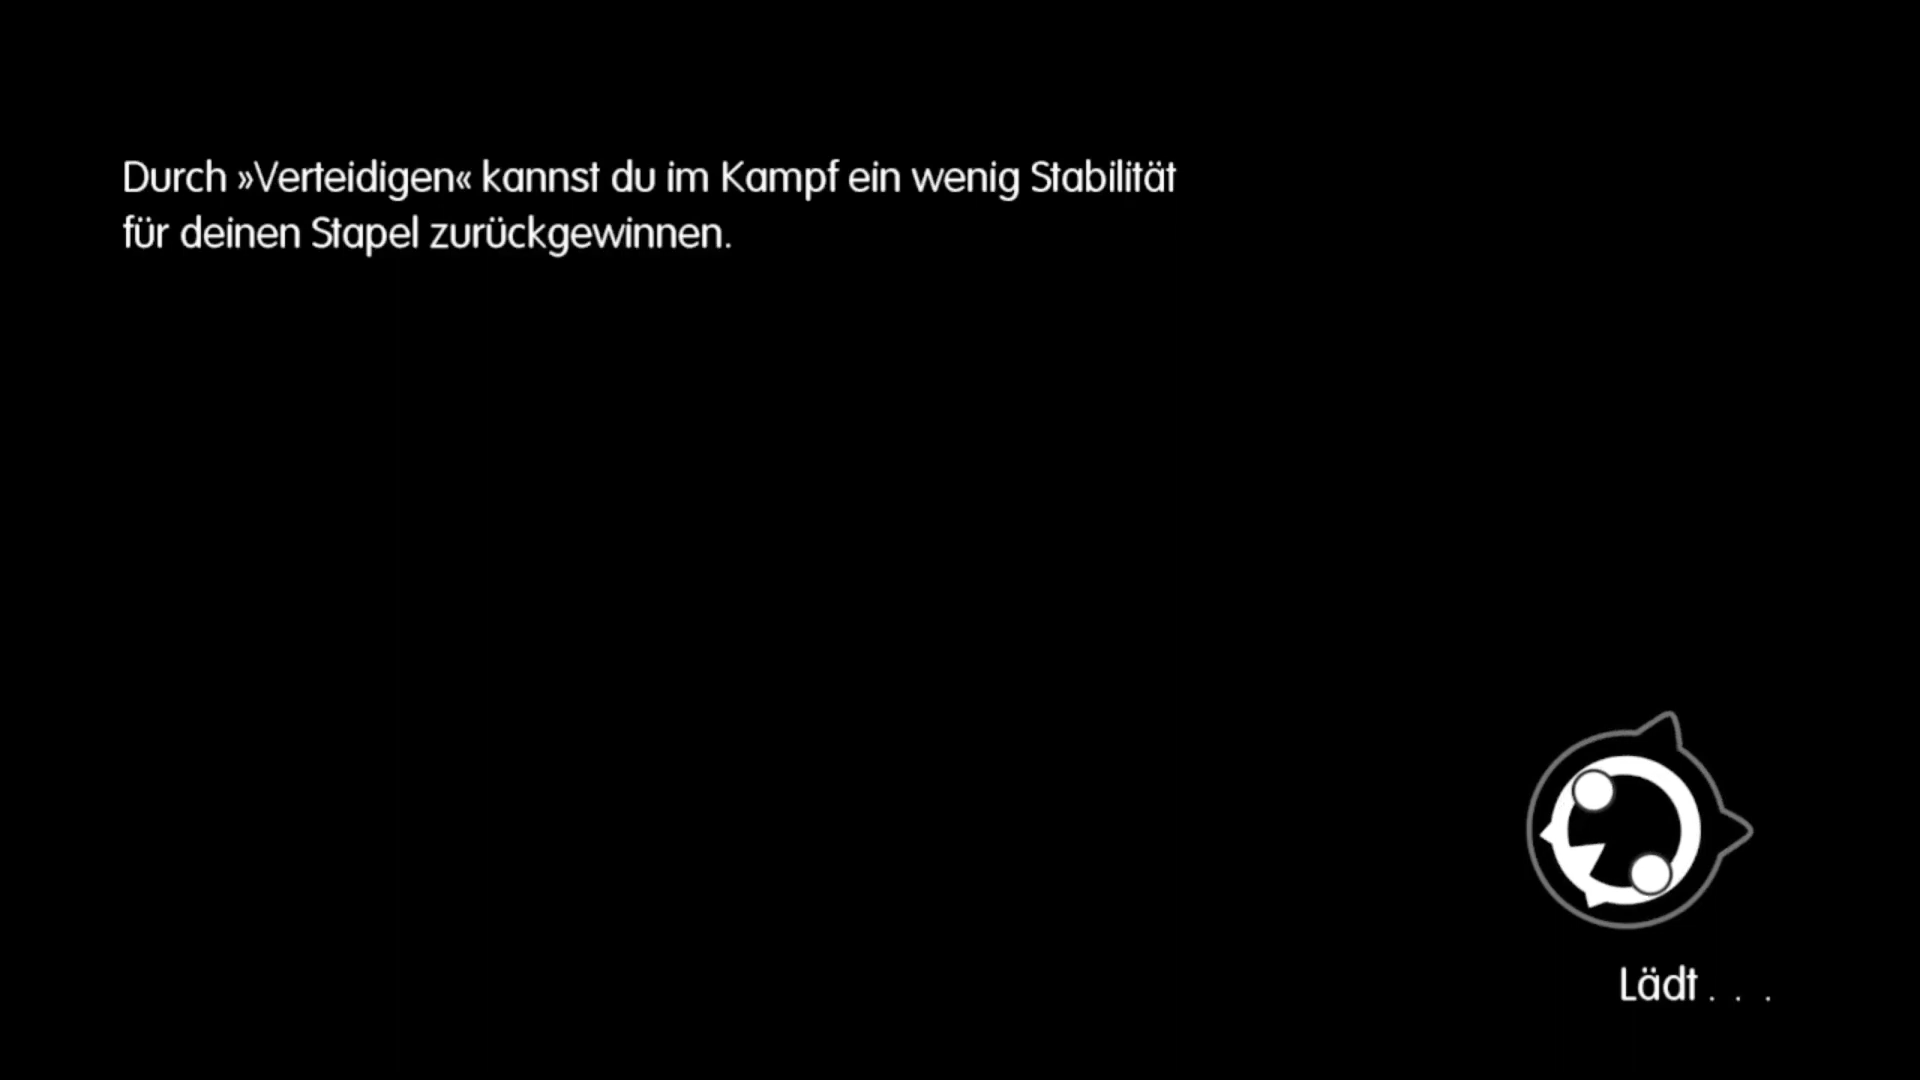 Durch »Verteidigen« kannst du im Kampf ein wenig Stabilität
für deinen Stapel zurückgewinnen.
Lädt . . .